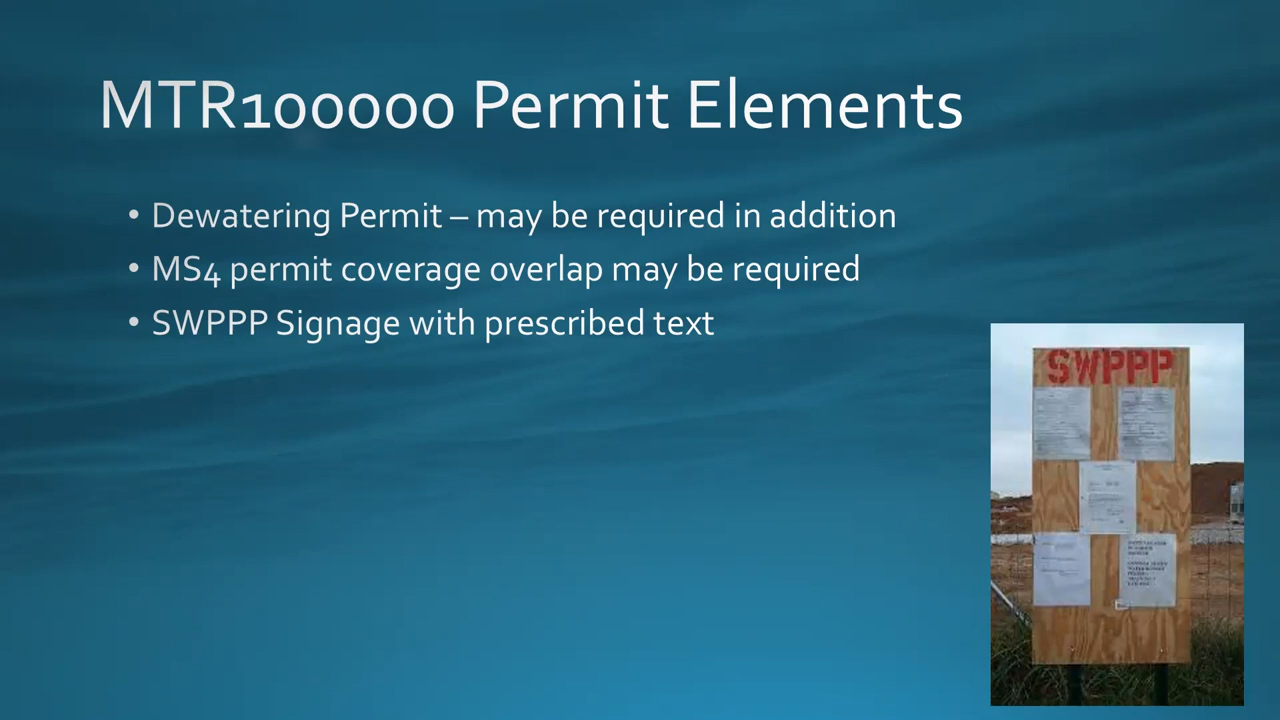 MTR100000 Permit Elements
• Dewatering Permit – may be required in addition
• MS4 permit coverage overlap may be required
• SWPPP Signage with prescribed text
SWPPP